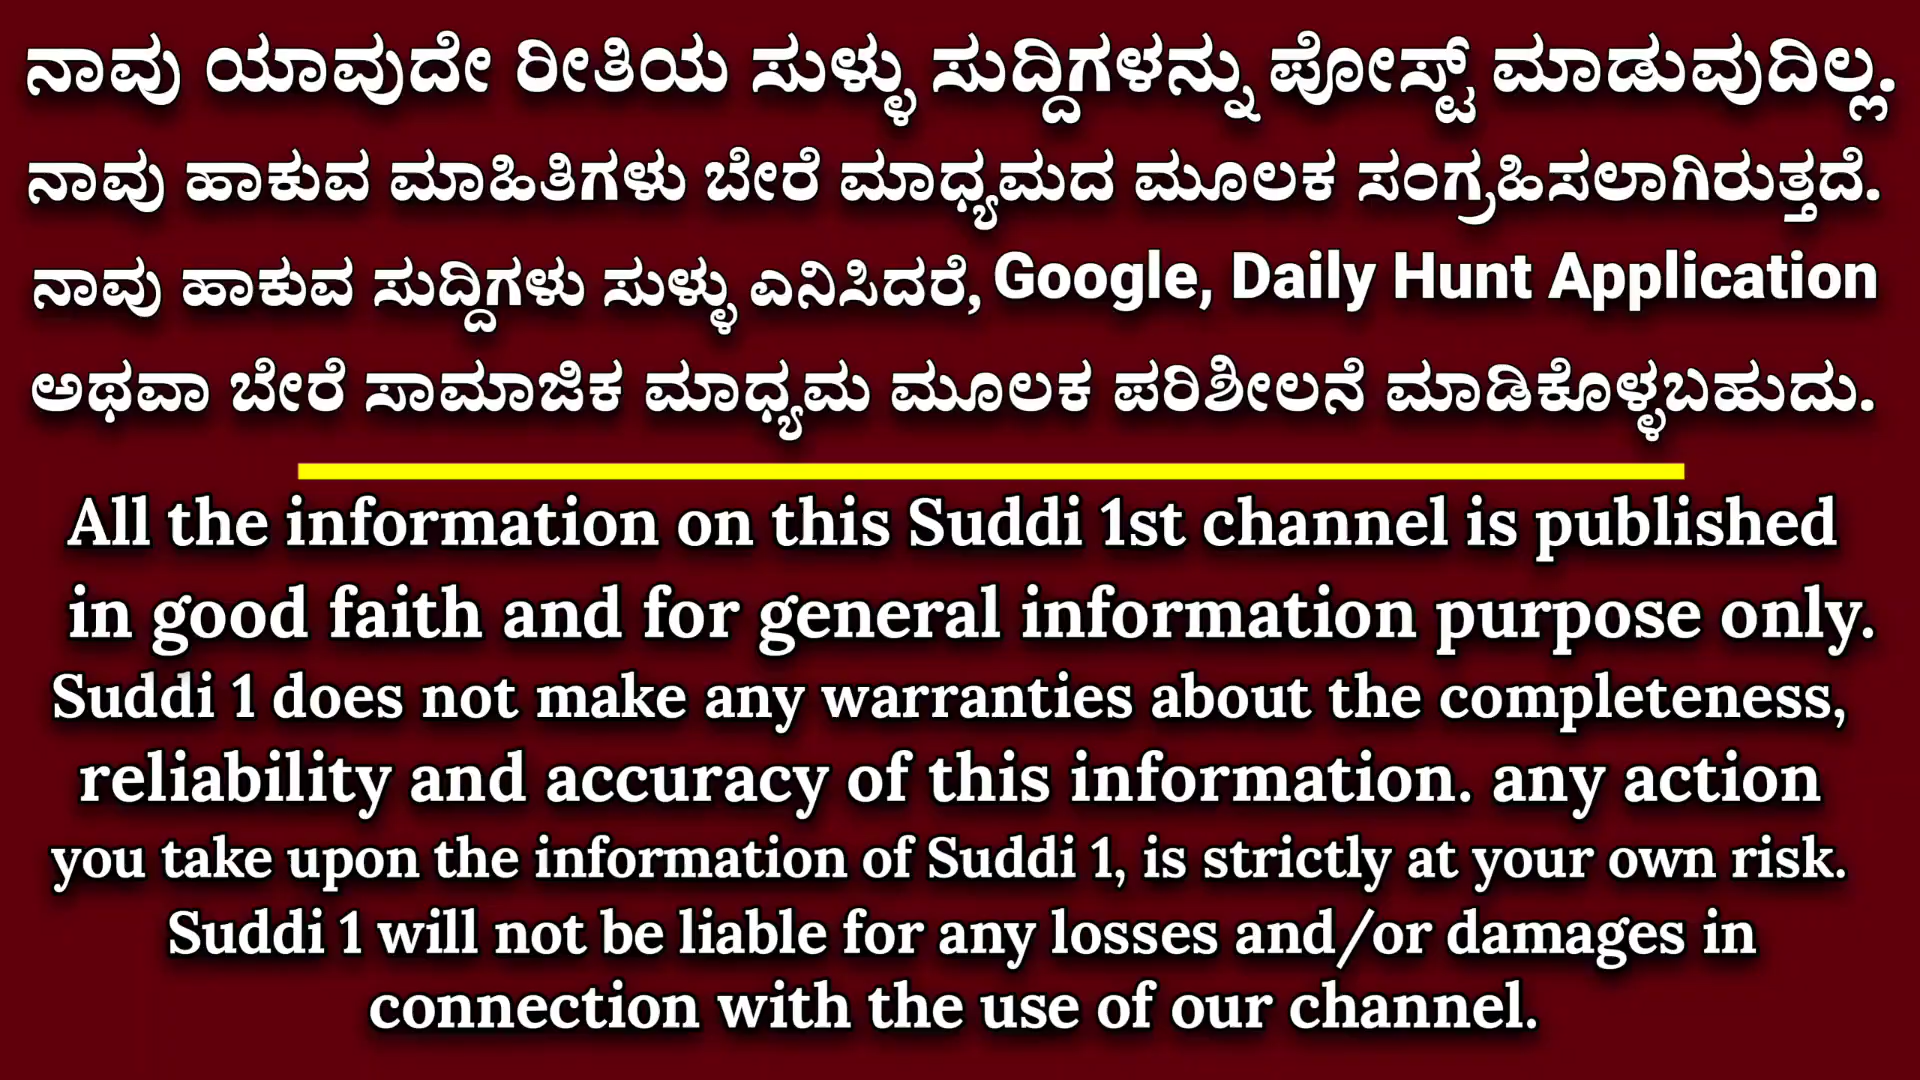 ನಾವು ಯಾವುದೇ ರೀತಿಯ ಸುಳ್ಳು ಸುದ್ದಿಗಳನ್ನು ಪೋಸ್ಟ್ ಮಾಡುವುದಿಲ್ಲ.
ನಾವು ಹಾಕುವ ಮಾಹಿತಿಗಳು ಬೇರೆ ಮಾಧ್ಯಮದ ಮೂಲಕ ಸಂಗ್ರಹಿಸಲಾಗಿರುತ್ತದೆ.
ನಾವು ಹಾಕುವ ಸುದ್ದಿಗಳು ಸುಳ್ಳು ಎನಿಸಿದರೆ, Google, Daily Hunt Application
ಅಥವಾ ಬೇರೆ ಸಾಮಾಜಿಕ ಮಾಧ್ಯಮ ಮೂಲಕ ಪರಿಶೀಲನೆ ಮಾಡಿಕೊಳ್ಳಬಹುದು.
All the information on this Suddi 1st channel is published
in good faith and for general information purpose only.
Suddi 1 does not make any warranties about the completeness,
reliability and accuracy of this information. any action
you take upon the information of Suddi 1, is strictly at your own risk.
Suddi 1 will not be liable for any losses and/or damages in
connection with the use of our channel.